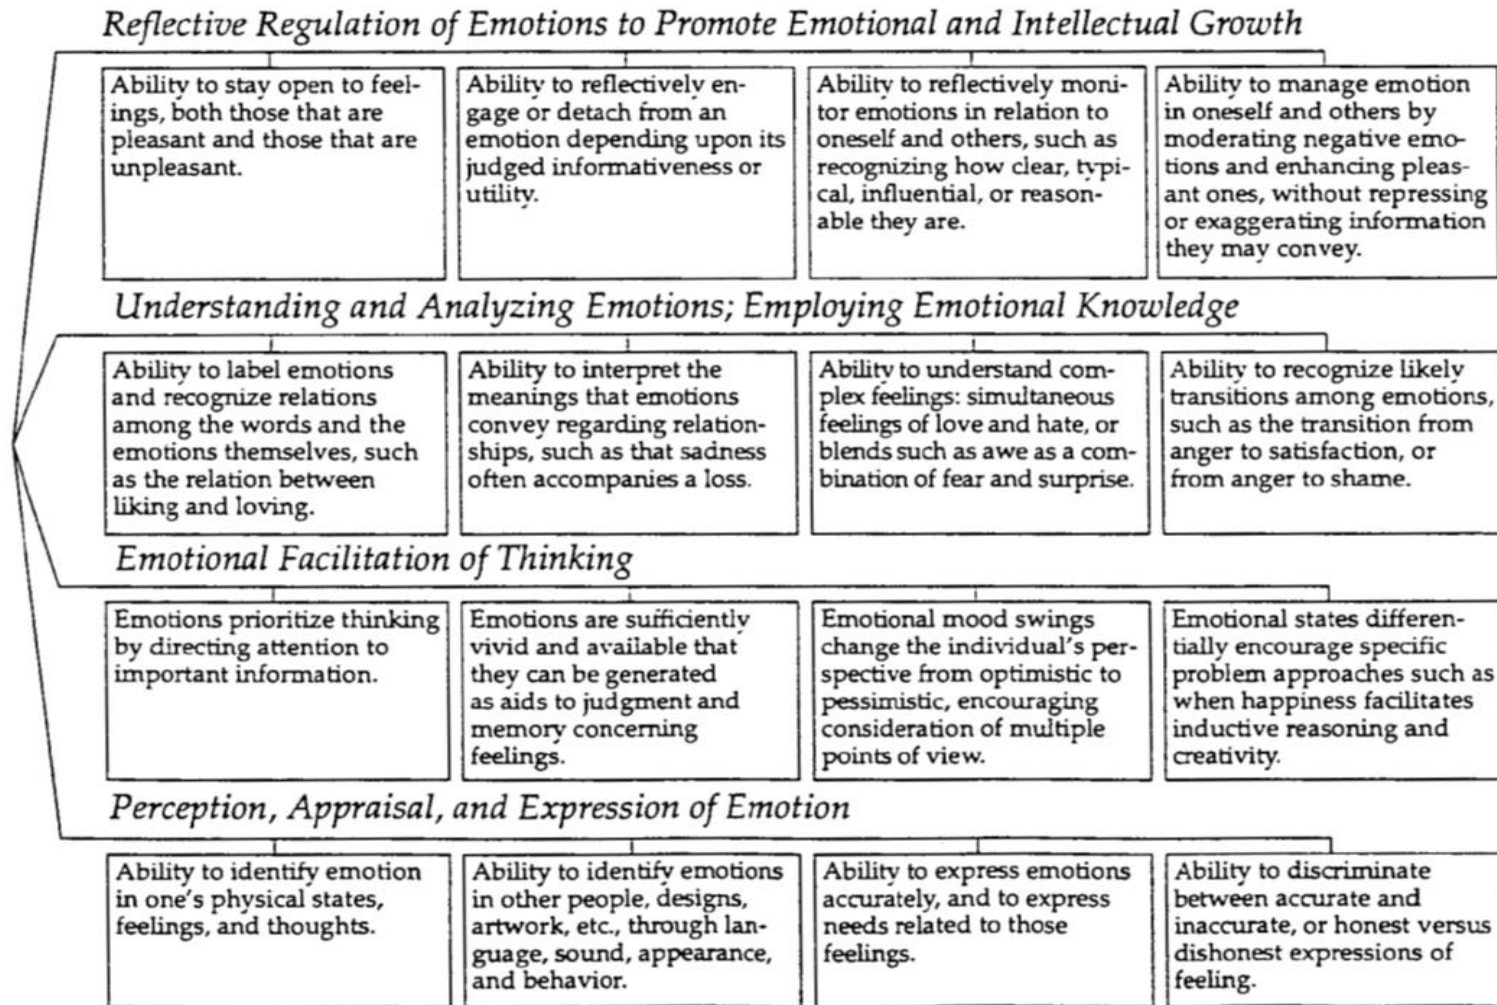 Reflective Regulation of Emotions to Promote Emotional and Intellectual Growth
Ability to stay open to feel-
ings, both those that are
pleasant and those that are
unpleasant.
Ability to reflectively en-
gage or detach from an
emotion depending upon its
judged informativeness or
utility.
Ability to reflectively moni-
tor emotions in relation to
oneself and others, such as
recognizing how clear, typi-
cal, influential, or reason-
able they are.
Ability to manage emotion
in oneself and others by
moderating negative emo-
tions and enhancing pleas-
ant ones, without repressing
or exaggerating information
they may convey.
Understanding and Analyzing Emotions; Employing Emotional Knowledge
Ability to label emotions
and recognize relations
among the words and the
emotions themselves, such
as the relation between
liking and loving.
Ability to interpret the
meanings that emotions
convey regarding relation-
ships, such as that sadness
often accompanies a loss.
Ability to understand com-
plex feelings: simultaneous
feelings of love and hate, or
blends such as awe as a com-
bination of fear and surprise.
Ability to recognize likely
transitions among emotions,
such as the transition from
anger to satisfaction, or
from anger to shame.
Emotional Facilitation of Thinking
Emotions prioritize thinking
by directing attention to
important information.
Emotions are sufficiently
vivid and available that
they can be generated
as aids to judgment and
memory concerning
feelings.
Emotional mood swings
change the individual's per-
spective from optimistic to
pessimistic, encouraging
consideration of multiple
points of view.
Emotional states differen-
tially encourage specific
problem approaches such as
when happiness facilitates
inductive reasoning and
creativity.
Perception, Appraisal, and Expression of Emotion
Ability to identify emotion
in one's physical states,
feelings, and thoughts.
Ability to identify emotions
in other people, designs,
artwork, etc., through lan-
guage, sound, appearance,
and behavior.
Ability to express emotions
accurately, and to express
needs related to those
feelings.
Ability to discriminate
between accurate and
inaccurate, or honest versus
dishonest expressions of
feeling.